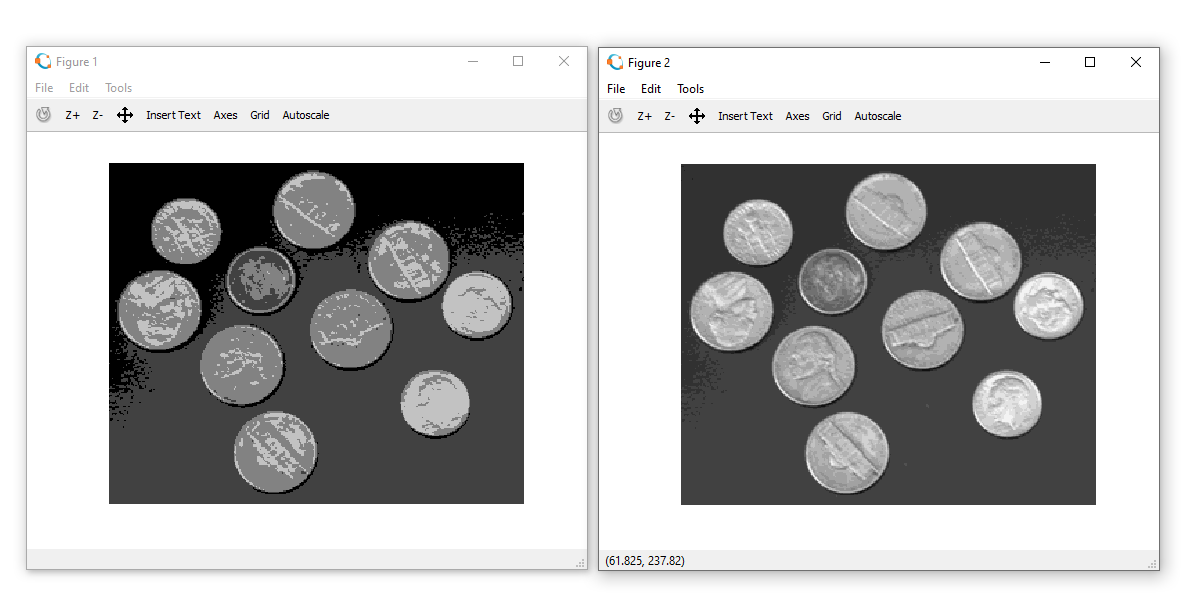 Figure 1
File Edit Tools
Z+ Z- Insert Text Axes Grid Autoscale
Figure 2
File Edit Tools
Z+ Z- Insert Text Axes Grid Autoscale
(61.825, 237.82)